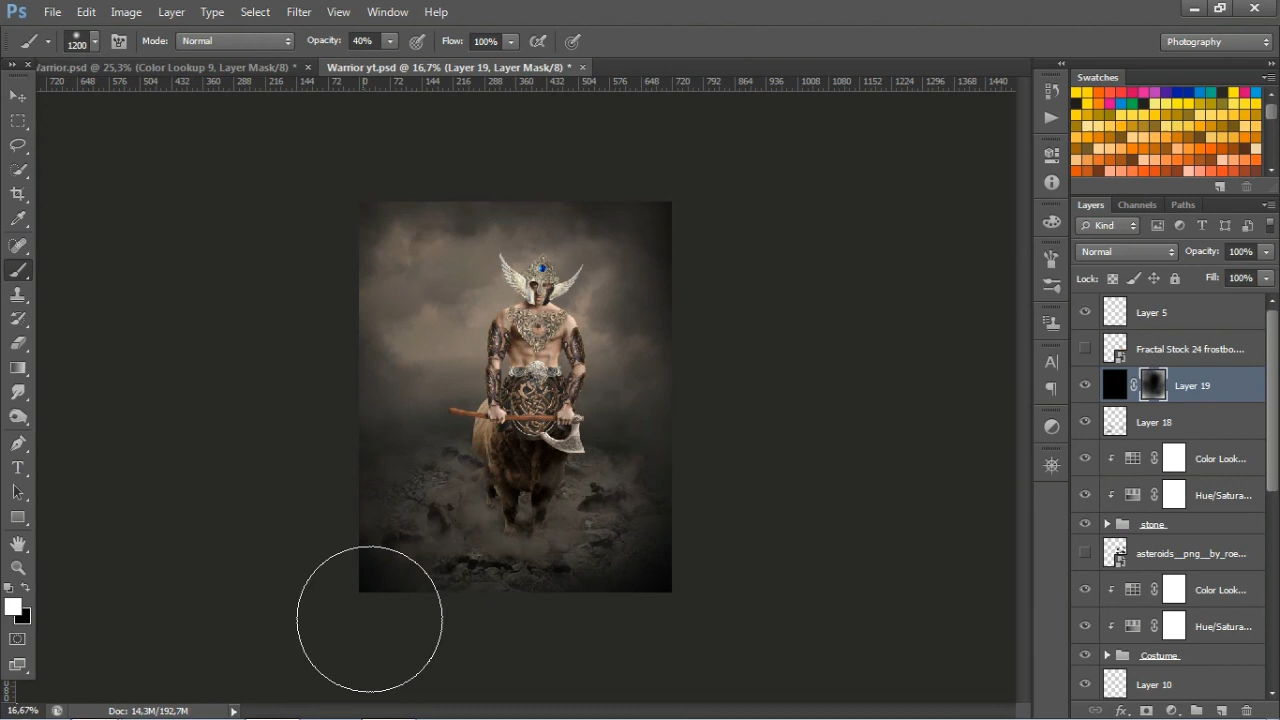 Ps File Edit Image Layer Type Select Filter View Window Help
1200 Mode: Normal Opacity: 40% Flow: 100% Photography
Warrior.psd @ 25,3% (Color Lookup 9, Layer Mask/8) * × Warrior yt.psd @ 16,7% (Layer 19, Layer Mask/8) * ×
720 648 576 504 432 360 288 216 144 72 0 72 144 216 288 360 432 504 576 648 720 792 864 936 1008 1080 1152 1224 1296 1368 1440
Swatches
Layers Channels Paths
Kind
Normal Opacity: 100%
Lock: Fill: 100%
Layer 5
Fractal Stock 24 frostbo...
Layer 19
Layer 18
Color Look...
Hue/Satura...
stone
asteroids__png__by_roe...
Color Look...
Hue/Satura...
Costume
Layer 10
16,67% Doc: 14,3M/192,7M